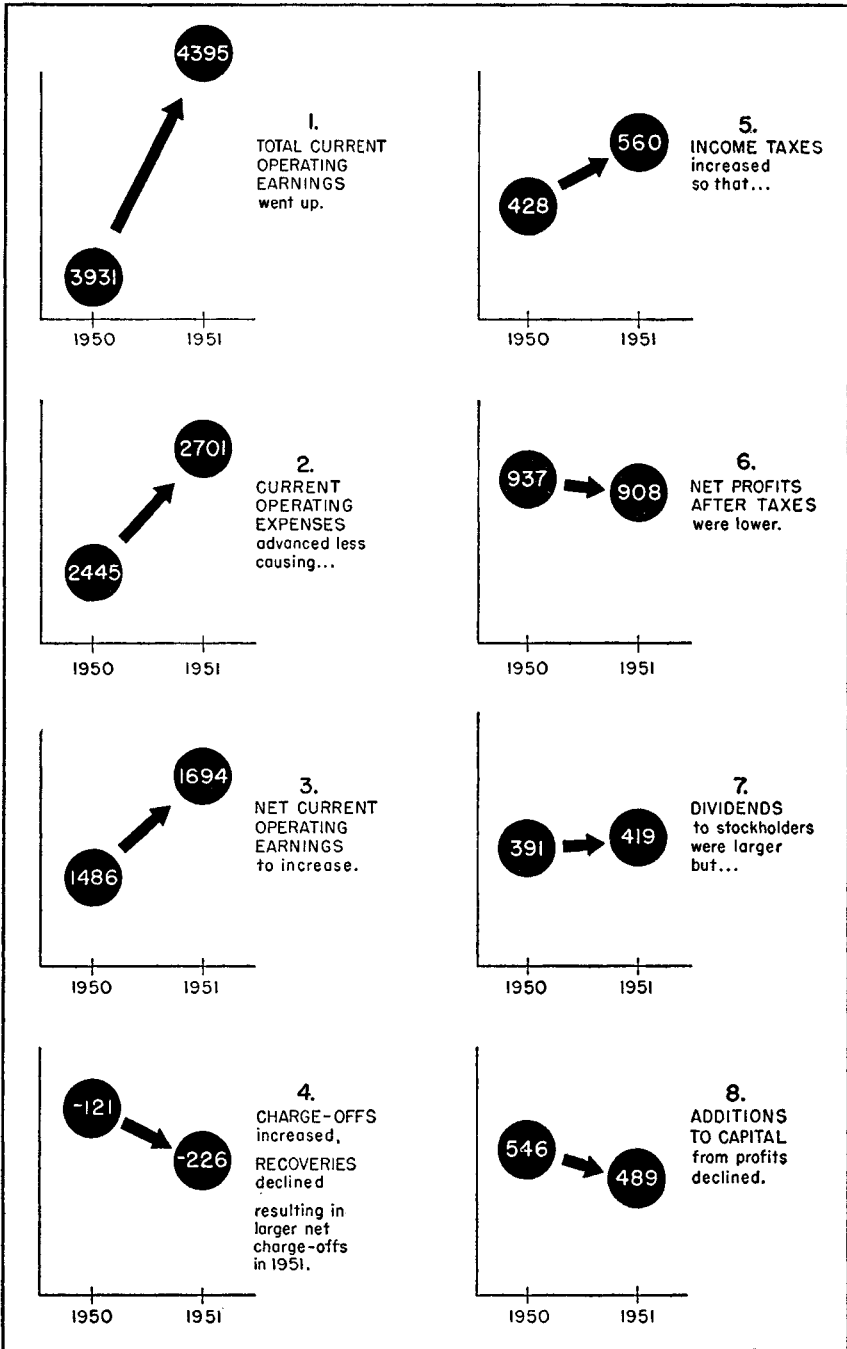 4395
3931
1950 1951
1.
TOTAL CURRENT
OPERATING
EARNINGS
went up.
2701
2445
1950 1951
2.
CURRENT
OPERATING
EXPENSES
advanced less
causing...
1694
1486
1950 1951
3.
NET CURRENT
OPERATING
EARNINGS
to increase.
-121
-226
1950 1951
4.
CHARGE-OFFS
increased,
RECOVERIES
declined
resulting in
larger net
charge-offs
in 1951.
560
428
1950 1951
5.
INCOME TAXES
increased
so that...
937
908
1950 1951
6.
NET PROFITS
AFTER TAXES
were lower.
391
419
1950 1951
7.
DIVIDENDS
to stockholders
were larger
but...
546
489
1950 1951
8.
ADDITIONS
TO CAPITAL
from profits
declined.